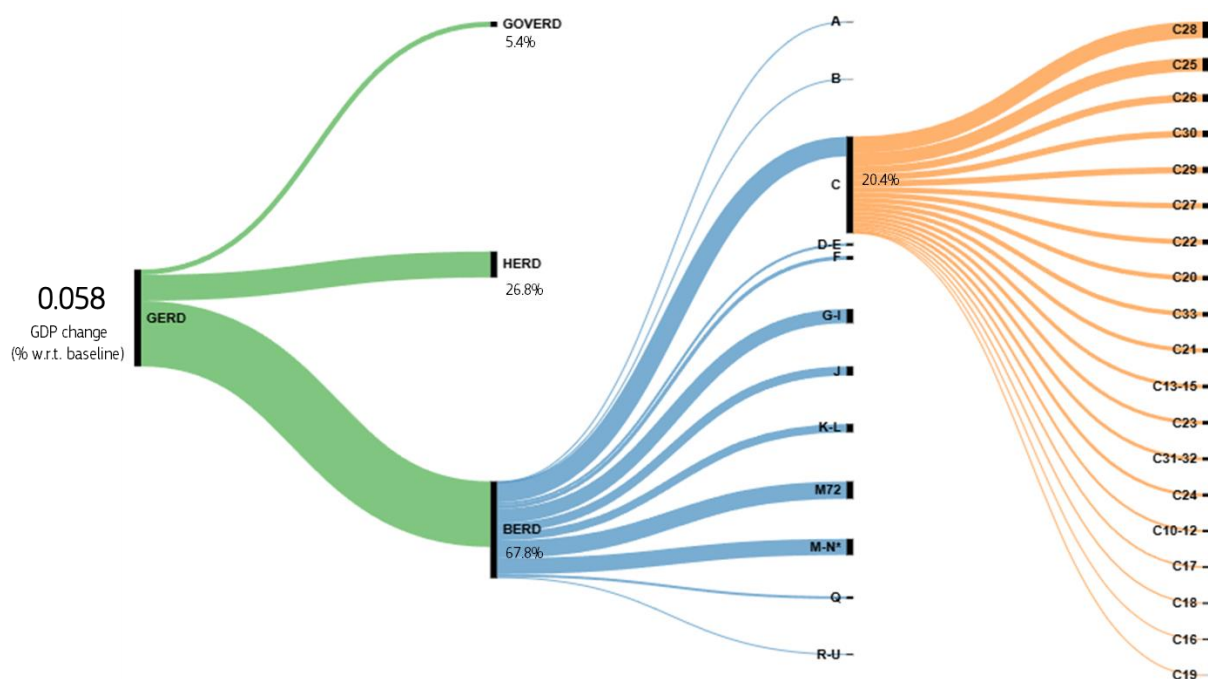 GOVERD
5.4%
HERD
26.8%
0.058
GDP change
(% w.r.t. baseline)
GERD
BERD
67.8%
A
B
C
20.4%
D-E
F
G-I
J
K-L
M72
M-N*
Q
R-U
C28
C25
C26
C30
C29
C27
C22
C20
C33
C21
C13-15
C23
C31-32
C24
C10-12
C17
C18
C16
C19